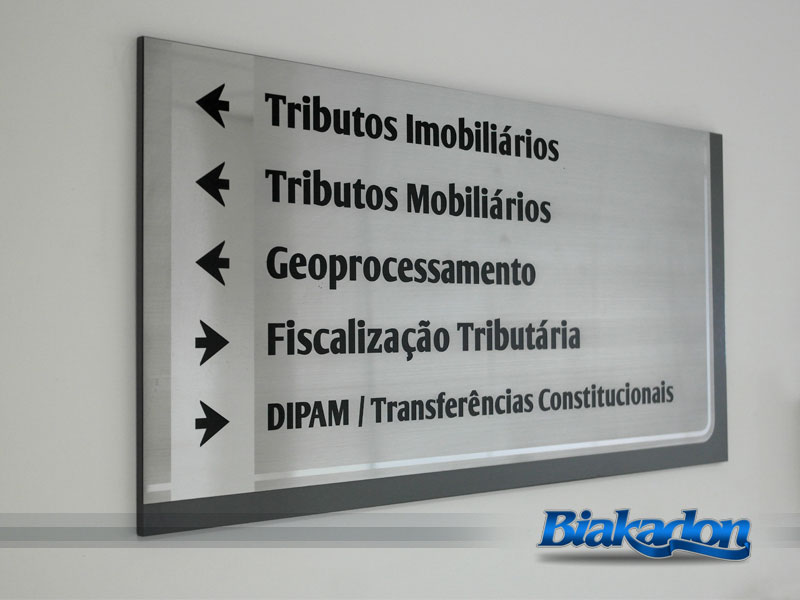 Tributos Imobiliários
Tributos Mobiliários
Geoprocessamento
Fiscalização Tributária
DIPAM / Transferências Constitucionais
Biakadon